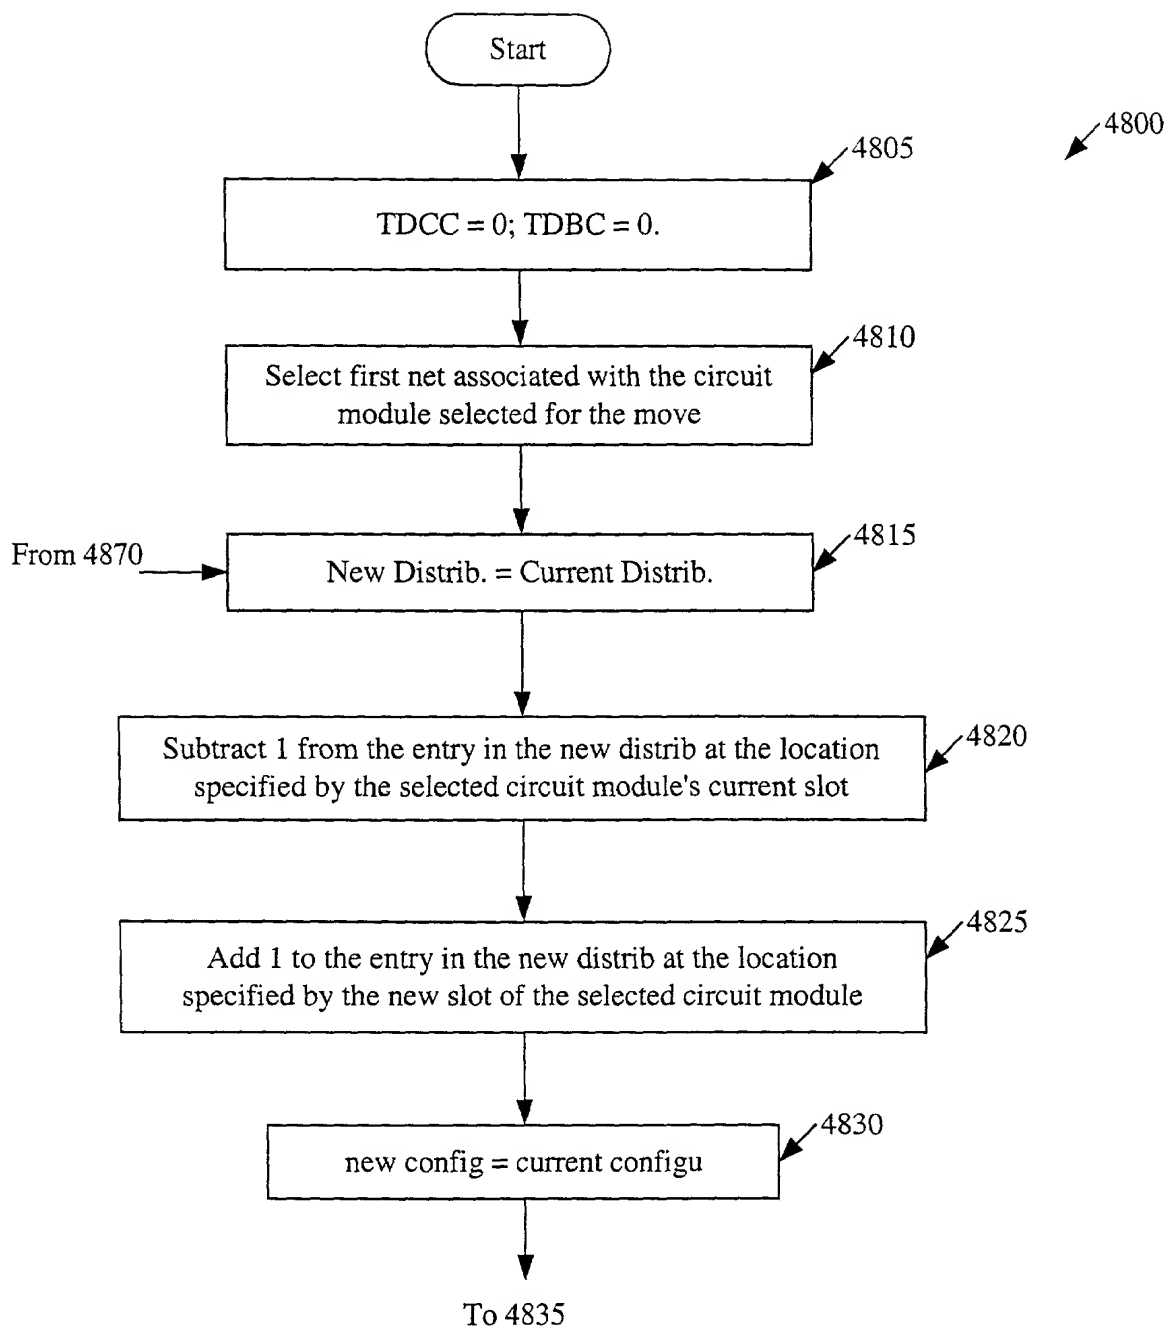 Start
4800
4805
TDCC = 0; TDBC = 0.
4810
Select first net associated with the circuit
module selected for the move
4815
From 4870
New Distrib. = Current Distrib.
4820
Subtract 1 from the entry in the new distrib at the location
specified by the selected circuit module's current slot
4825
Add 1 to the entry in the new distrib at the location
specified by the new slot of the selected circuit module
4830
new config = current configu
To 4835